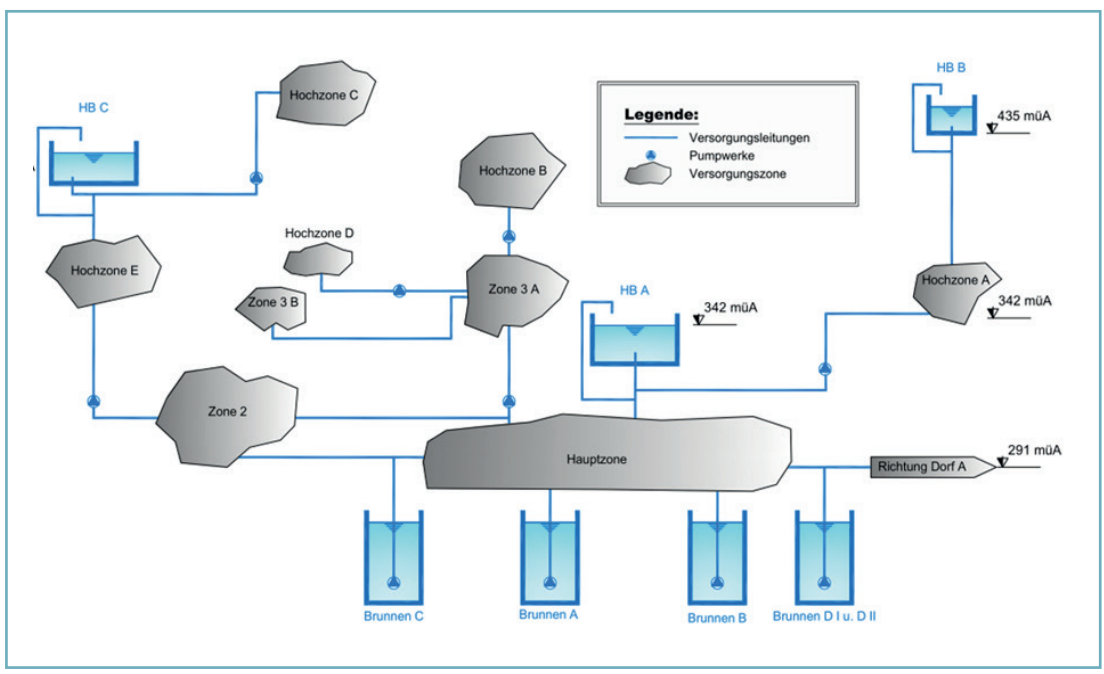 HB B
HB C
Hochzone C
Legende:
Versorgungsleitungen
Pumpwerke
Versorgungszone
435 müA
Hochzone B
Hochzone D
Hochzone E
Zone 3 A
Zone 3 B
HB A
342 müA
Hochzone A
342 müA
Zone 2
Hauptzone
Richtung Dorf A
291 müA
Brunnen C
Brunnen A
Brunnen B
Brunnen D I u. D II